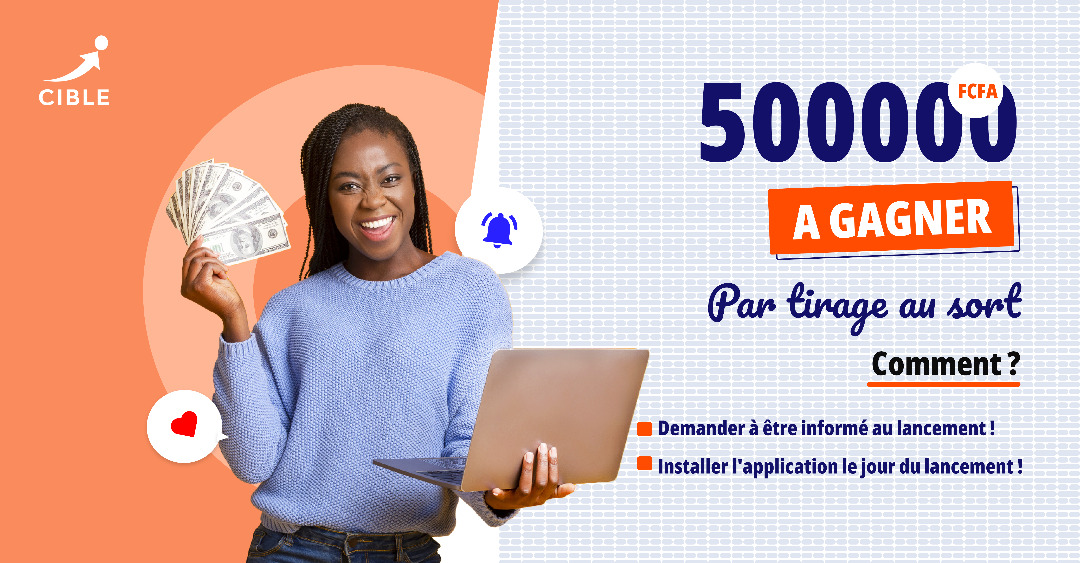 CIBLE
500000
FCFA
A GAGNER
Par tirage au sort
Comment ?
Demander à être informé au lancement !
Installer l'application le jour du lancement !